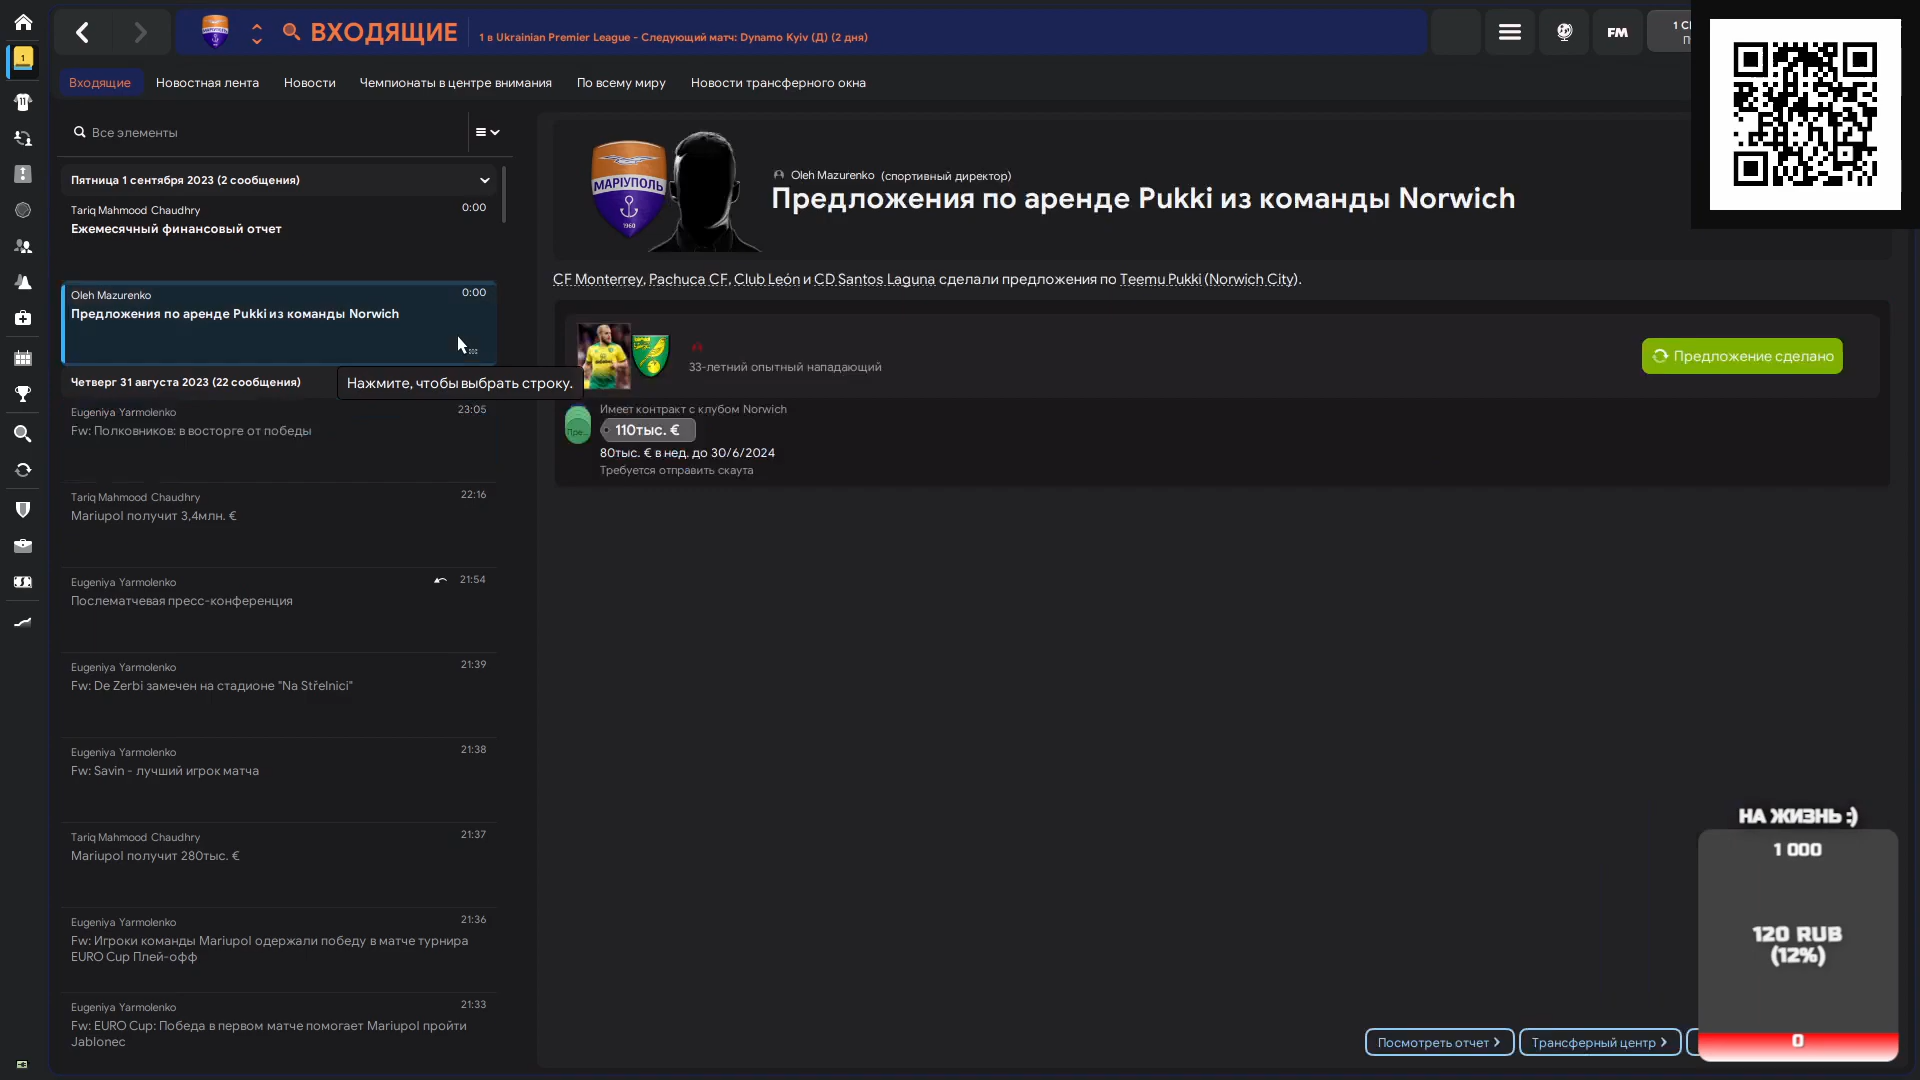 ВХОДЯЩИЕ
1 в Ukrainian Premier League - Следующий матч: Dynamo Kyiv (Д) (2 дня)
FM
Входящие
Новостная лента
Новости
Чемпионаты в центре внимания
По всему миру
Новости трансферного окна
Все элементы
Пятница 1 сентября 2023 (2 сообщения)
Tariq Mahmood Chaudhry 0:00
Ежемесячный финансовый отчет
Oleh Mazurenko 0:00
Предложения по аренде Pukki из команды Norwich
Четверг 31 августа 2023 (22 сообщения)
Нажмите, чтобы выбрать строку.
Eugeniya Yarmolenko 23:05
Fw: Полковников: в восторге от победы
Tariq Mahmood Chaudhry 22:16
Mariupol получит 3,4млн. €
Eugeniya Yarmolenko 21:54
Послематчевая пресс-конференция
Eugeniya Yarmolenko 21:39
Fw: De Zerbi замечен на стадионе "Na Střelnici"
Eugeniya Yarmolenko 21:38
Fw: Savin - лучший игрок матча
Tariq Mahmood Chaudhry 21:37
Mariupol получит 280тыс. €
Eugeniya Yarmolenko 21:36
Fw: Игроки команды Mariupol одержали победу в матче турнира
EURO Cup Плей-офф
Eugeniya Yarmolenko 21:33
Fw: EURO Cup: Победа в первом матче помогает Mariupol пройти
Jablonec
МАРІУПОЛЬ
1960
Oleh Mazurenko (спортивный директор)
Предложения по аренде Pukki из команды Norwich
CF Monterrey, Pachuca CF, Club León и CD Santos Laguna сделали предложения по Teemu Pukki (Norwich City).
33-летний опытный нападающий
Предложение сделано
Имеет контракт с клубом Norwich
110тыс. €
80тыс. € в нед. до 30/6/2024
Требуется отправить скаута
Посмотреть отчет
Трансферный центр
НА ЖИЗНЬ :)
1 000
120 RUB
(12%)
0